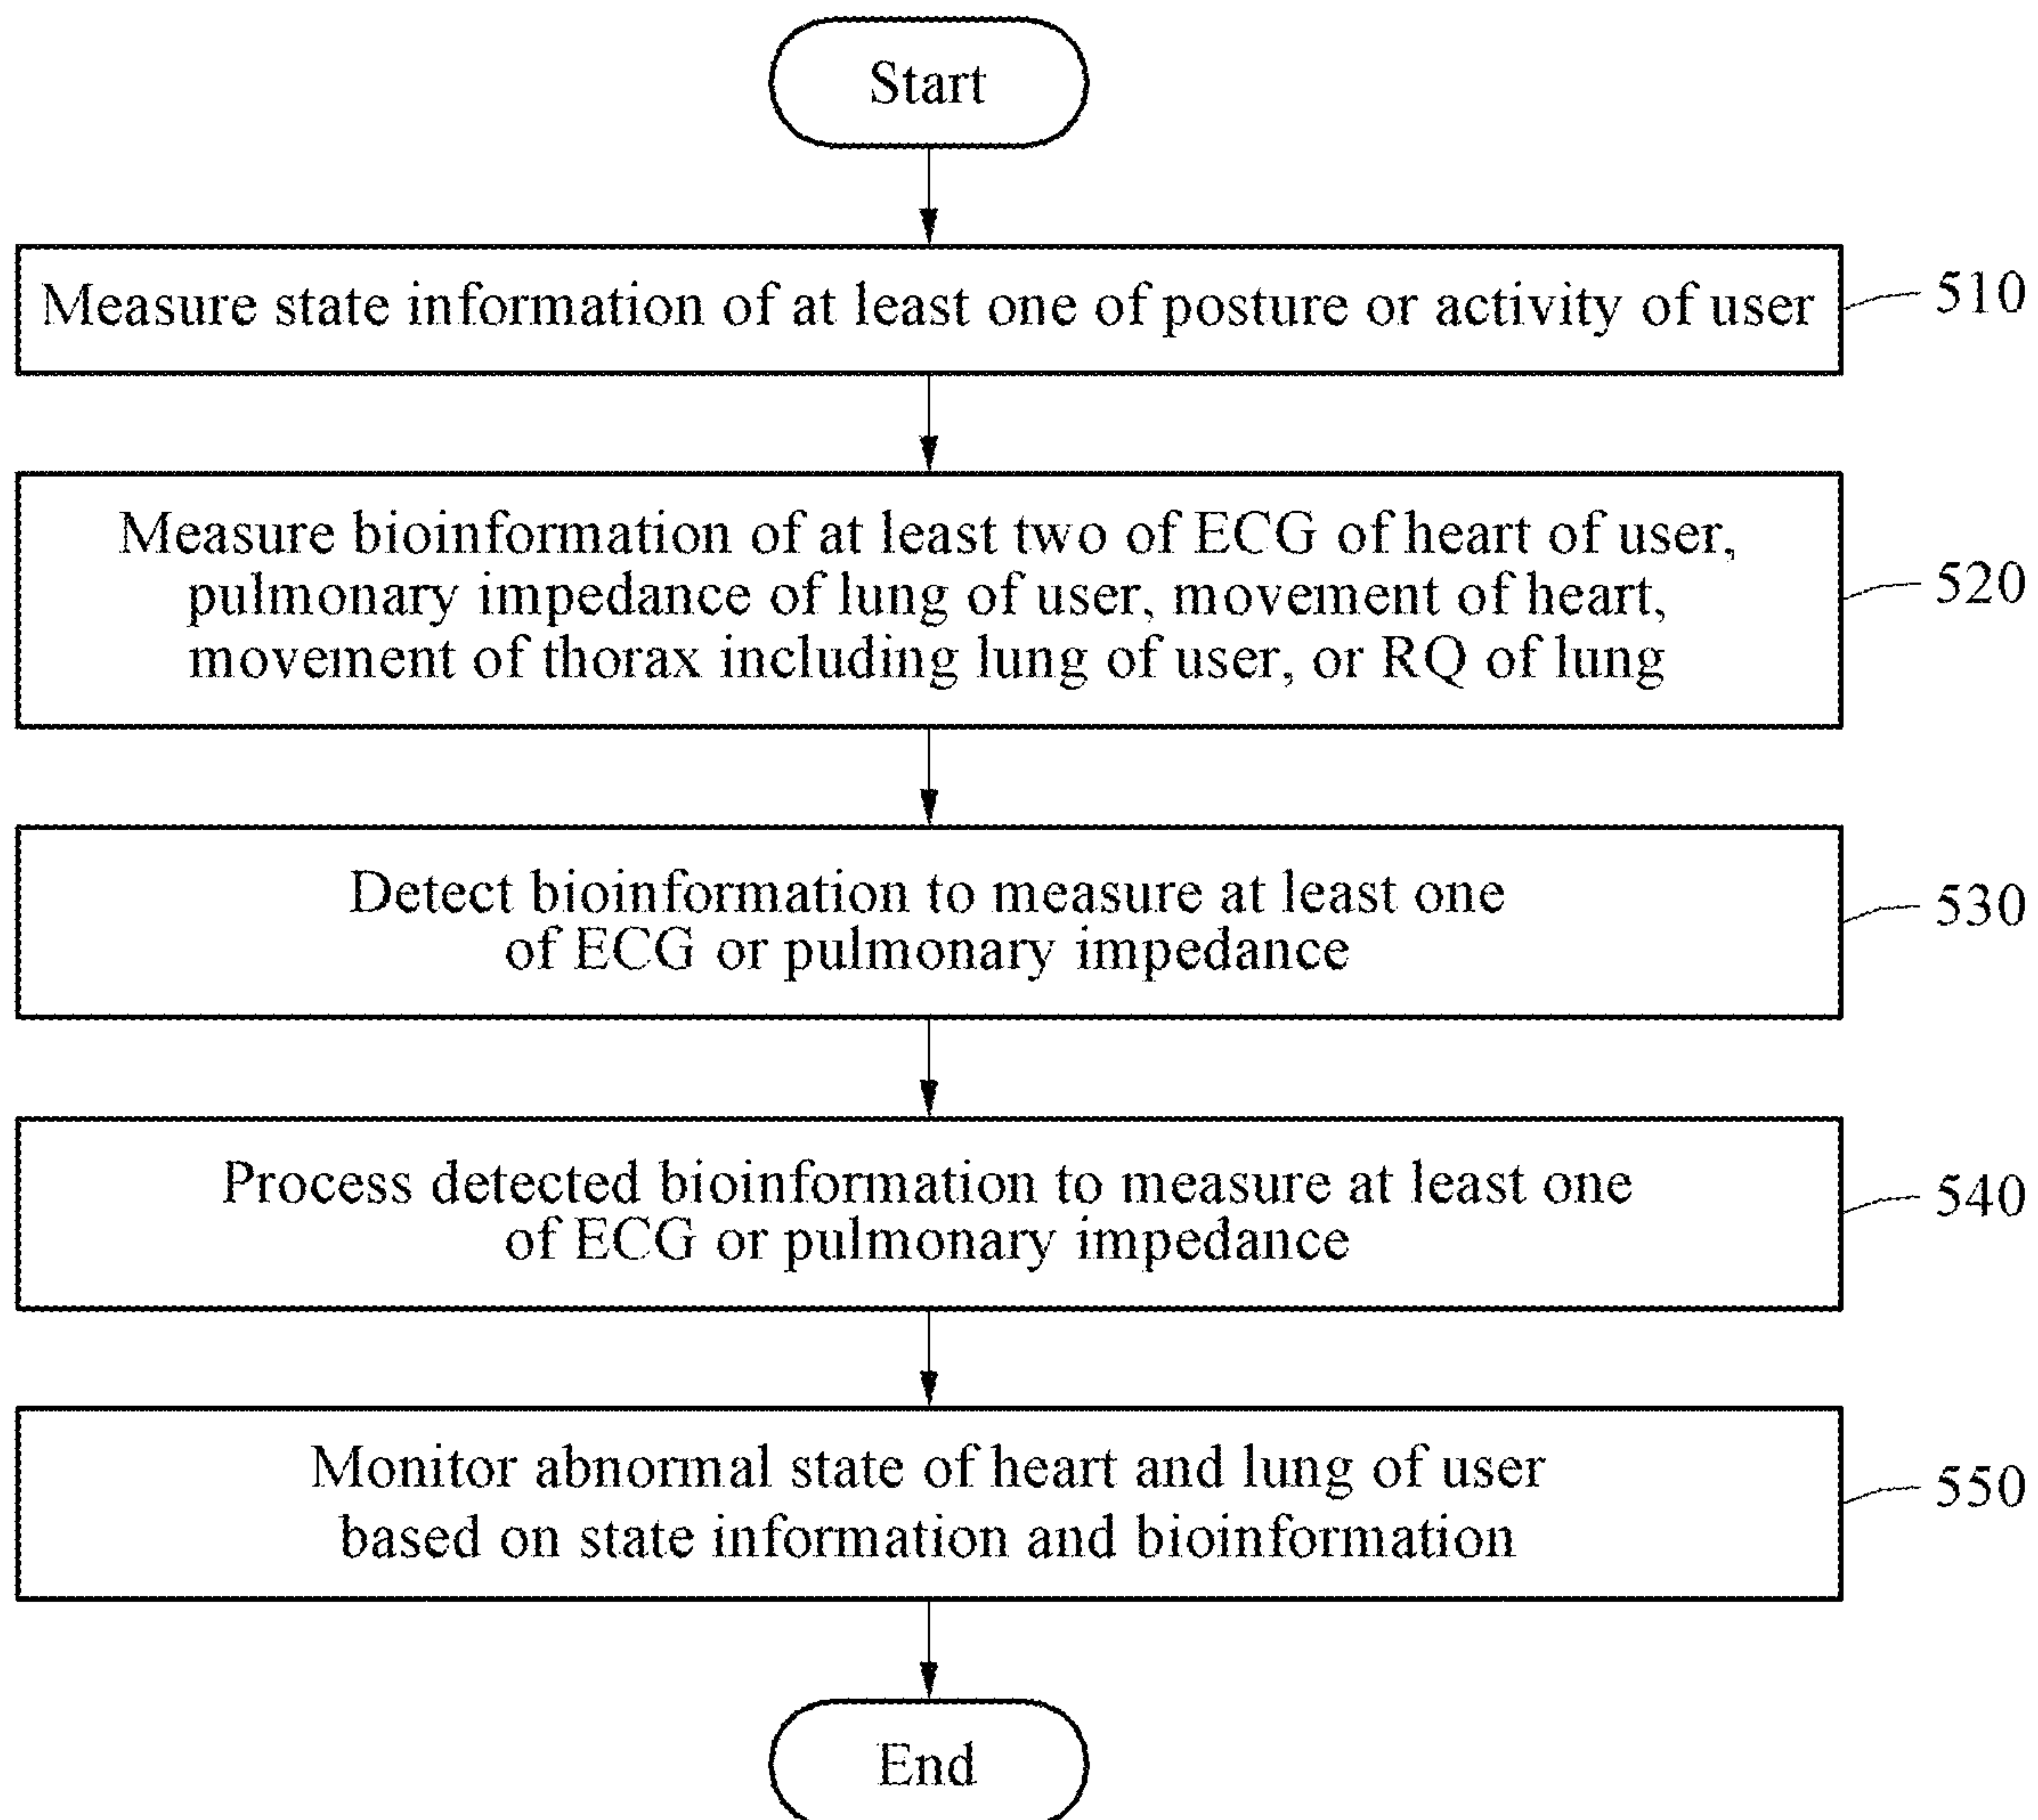 Start
Measure state information of at least one of posture or activity of user
510
Measure bioinformation of at least two of ECG of heart of user,
pulmonary impedance of lung of user, movement of heart,
movement of thorax including lung of user, or RQ of lung
520
Detect bioinformation to measure at least one
of ECG or pulmonary impedance
530
Process detected bioinformation to measure at least one
of ECG or pulmonary impedance
540
Monitor abnormal state of heart and lung of user
based on state information and bioinformation
550
End